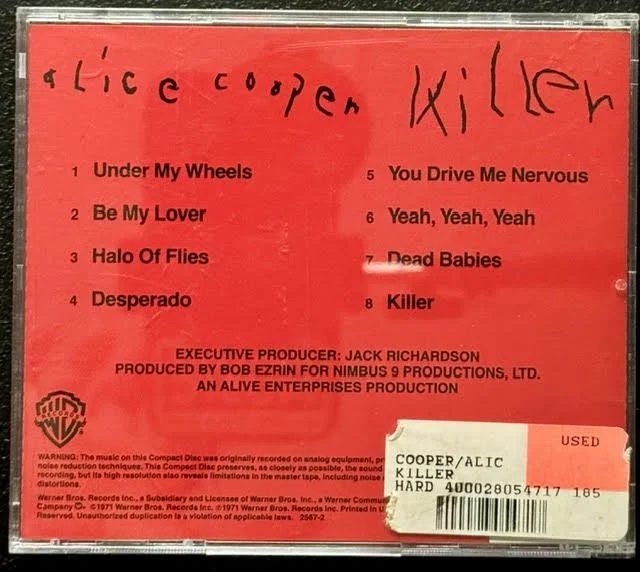 alice cooper killer
1 Under My Wheels
2 Be My Lover
3 Halo Of Flies
4 Desperado
5 You Drive Me Nervous
6 Yeah, Yeah, Yeah
7 Dead Babies
8 Killer
EXECUTIVE PRODUCER: JACK RICHARDSON
PRODUCED BY BOB EZRIN FOR NIMBUS 9 PRODUCTIONS, LTD.
AN ALIVE ENTERPRISES PRODUCTION
RECORDS
WARNING: The music on this Compact Disc was originally recorded on analog equipment,
noise reduction techniques. This Compact Disc preserves, as closely as possible, the sound
recording, but its high resolution also reveals limitations in the master tape, including noise
distortions.
Warner Bros. Records Inc., a Subsidiary and Licensee of Warner Bros. Inc., a Warner
Company ℗1971 Warner Bros. Records Inc. ©1971 Warner Bros. Records Inc. Printed in
Reserved. Unauthorized duplication is a violation of applicable laws. 2567-2
USED
COOPER/ALIC
KILLER
HARD 400028054717 185